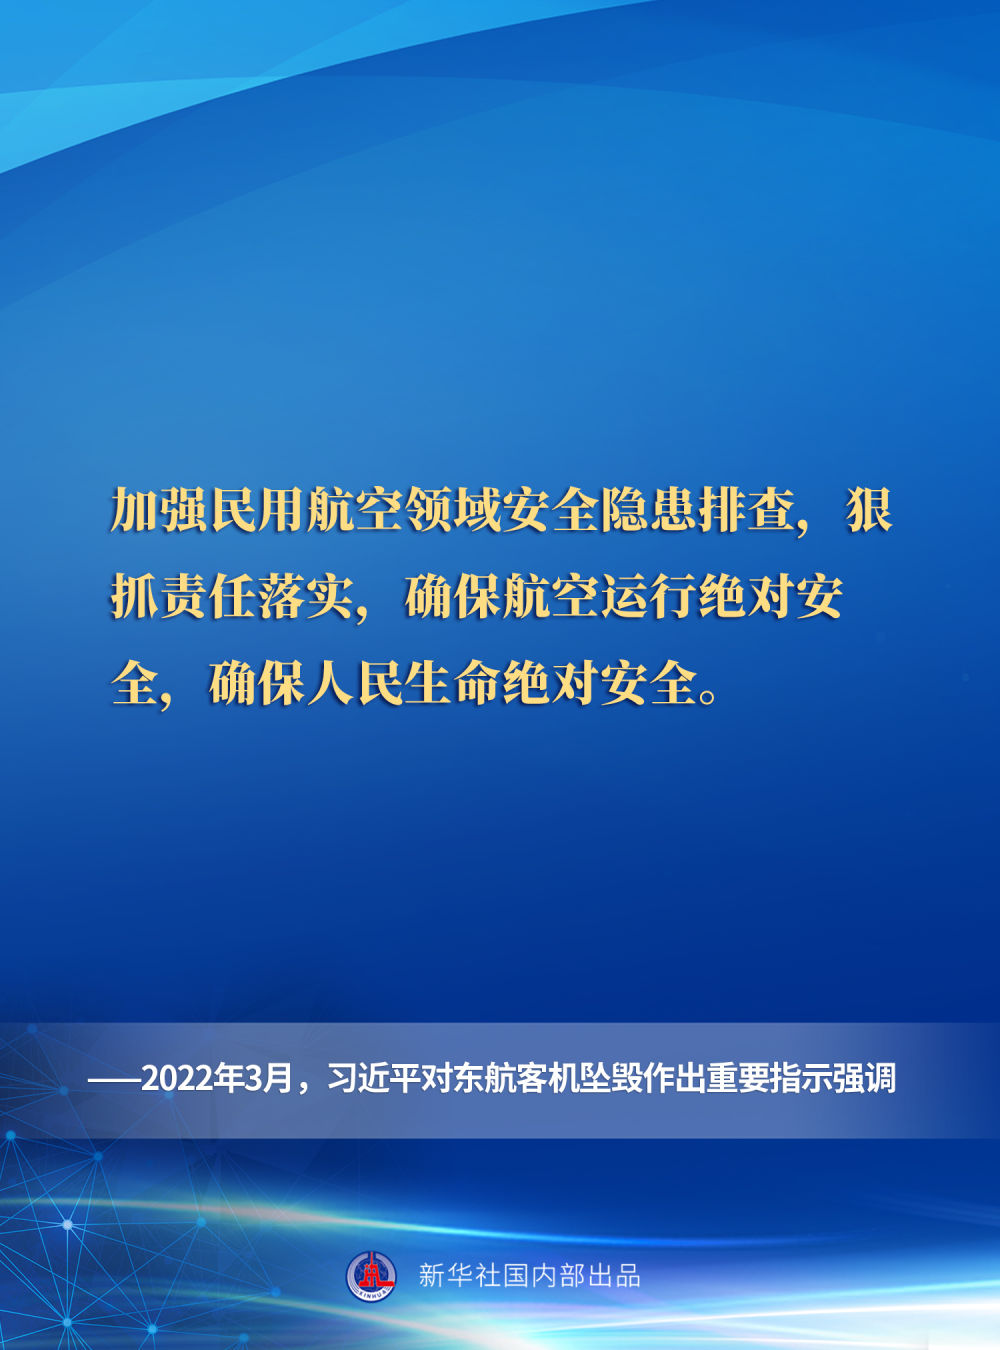 加强民用航空领域安全隐患排查，狠
抓责任落实，确保航空运行绝对安
全，确保人民生命绝对安全。
——2022年3月，习近平对东航客机坠毁作出重要指示强调
XINHUA
新华社国内部出品